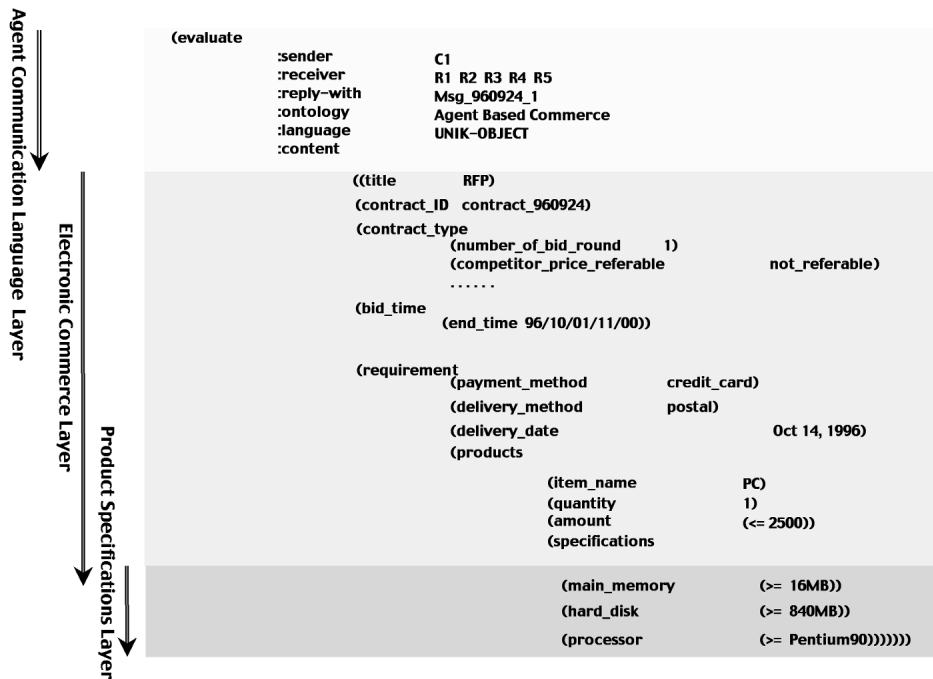 Agent Communication Language Layer
Electronic Commerce Layer
Product Specifications Layer
(evaluate
:sender C1
:receiver R1 R2 R3 R4 R5
:reply-with Msg_960924_1
:ontology Agent Based Commerce
:language UNIK-OBJECT
:content
((title RFP)
(contract_ID contract_960924)
(contract_type
(number_of_bid_round 1)
(competitor_price_referable not_referable)
......
(bid_time
(end_time 96/10/01/11/00))
(requirement
(payment_method credit_card)
(delivery_method postal)
(delivery_date Oct 14, 1996)
(products
(item_name PC)
(quantity 1)
(amount (<= 2500))
(specifications
(main_memory (>= 16MB))
(hard_disk (>= 840MB))
(processor (>= Pentium90)))))))